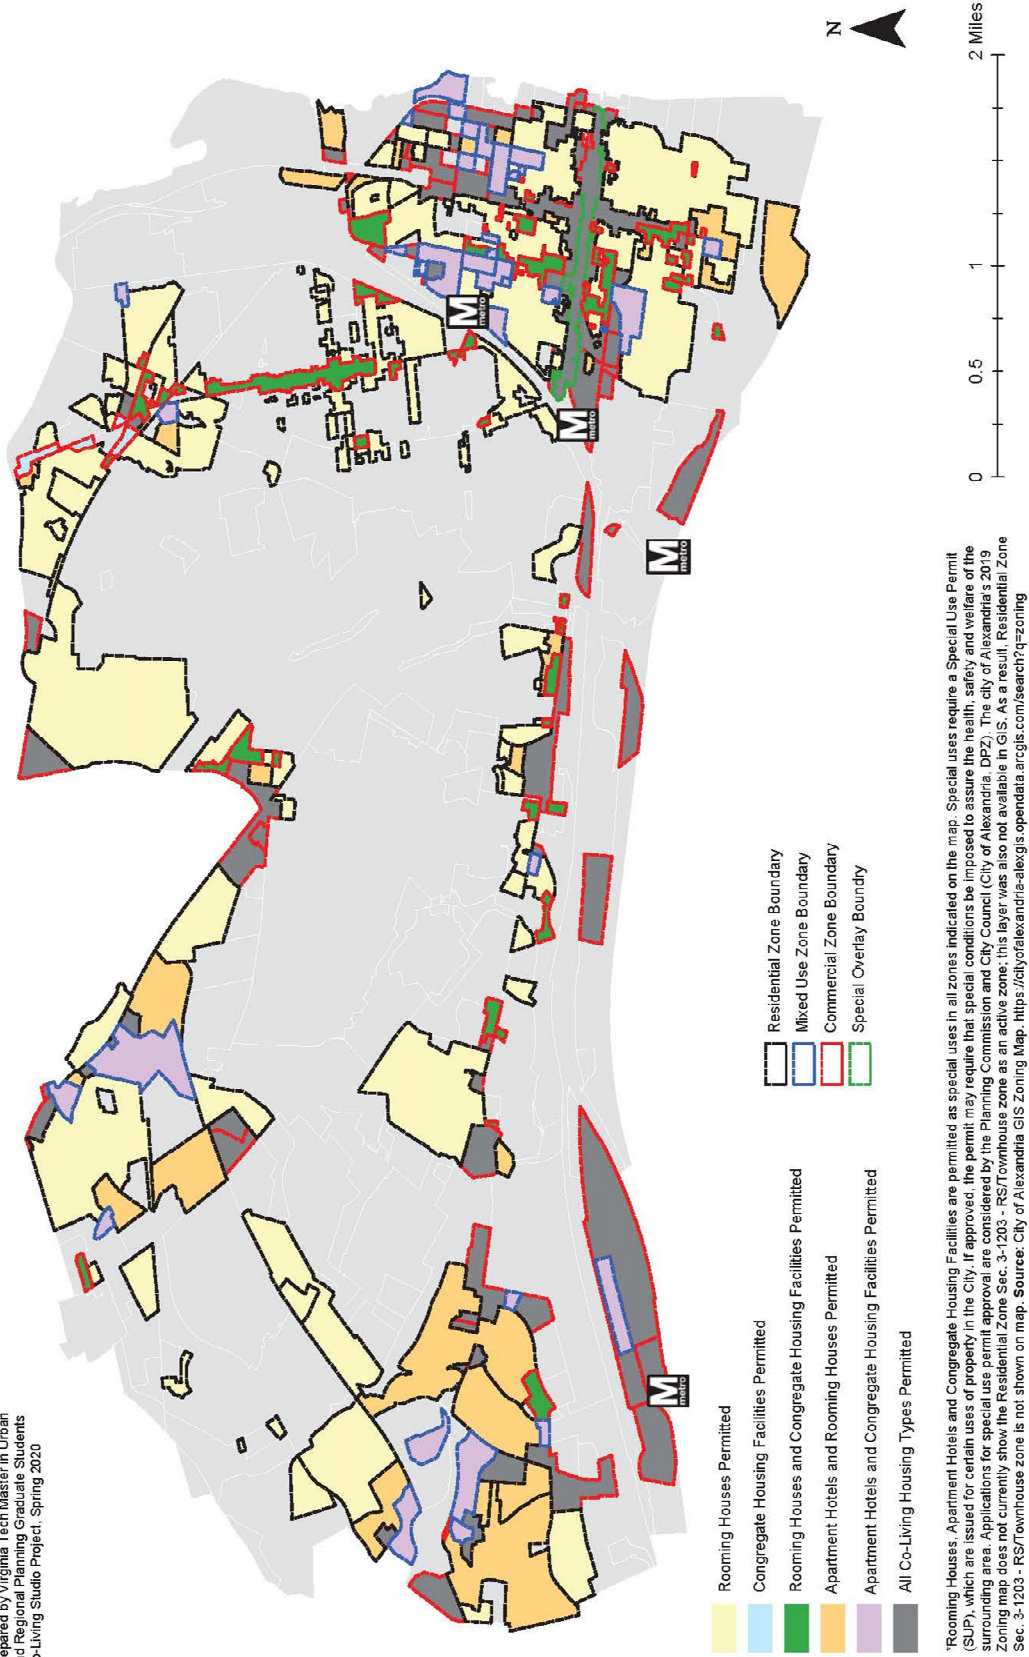 epared by Virginia Tech Master in Urban
d Regional Planning Graduate Students
o-Living Studio Project, Spring 2020
N
M
metro
M
metro
M
metro
M
metro
Rooming Houses Permitted
Congregate Housing Facilities Permitted
Rooming Houses and Congregate Housing Facilities Permitted
Apartment Hotels and Rooming Houses Permitted
Apartment Hotels and Congregate Housing Facilities Permitted
All Co-Living Housing Types Permitted
Residential Zone Boundary
Mixed Use Zone Boundary
Commercial Zone Boundary
Special Overlay Boundry
0 0.5 1 2 Miles
*Rooming Houses, Apartment Hotels and Congregate Housing Facilities are permitted as special uses in all zones indicated on the map. Special uses require a Special Use Permit
(SUP), which are issued for certain uses of property in the City. If approved, the permit may require that special conditions be imposed to assure the health, safety and welfare of the
surrounding area. Applications for special use permit approval are considered by the Planning Commission and City Council (City of Alexandria, DPZ). The city of Alexandria's 2019
Zoning map does not currently show the Residential Zone Sec. 3-1203 - RS/Townhouse zone as an active zone; this layer was also not available in GIS. As a result, Residential Zone
Sec. 3-1203 - RS/Townhouse zone is not shown on map. Source: City of Alexandria GIS Zoning Map. https://cityofalexandria-alexgis.opendata.arcgis.com/search?q=zoning